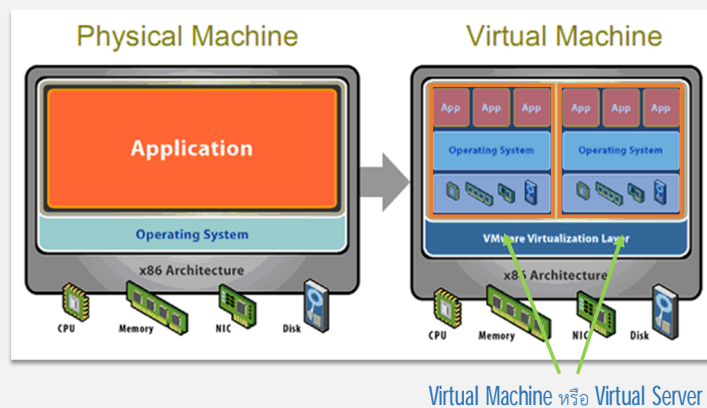 Physical Machine
Virtual Machine
Application
Operating System
x86 Architecture
CPU
Memory
NIC
Disk
App App App
App App App
Operating System
Operating System
VMware Virtualization Layer
x86 Architecture
CPU
Memory
NIC
Disk
Virtual Machine หรือ Virtual Server